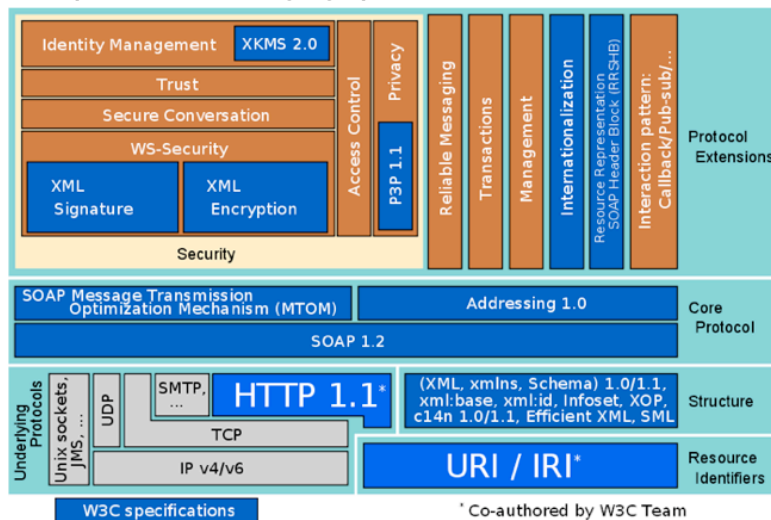 Identity Management
XKMS 2.0
Trust
Secure Conversation
WS-Security
XML
Signature
XML
Encryption
Access Control
Privacy
P3P 1.1
Security
Reliable Messaging
Transactions
Management
Internationalization
Resource Representation
SOAP Header Block (RRSHB)
Interaction pattern:
Callback/Pub-sub/...
Protocol
Extensions
SOAP Message Transmission
Optimization Mechanism (MTOM)
Addressing 1.0
SOAP 1.2
Core
Protocol
Underlying
Protocols
Unix sockets,
JMS, ...
UDP
SMTP,
...
HTTP 1.1*
TCP
IP v4/v6
(XML, xmlns, Schema) 1.0/1.1,
xml:base, xml:id, Infoset, XOP,
c14n 1.0/1.1, Efficient XML, SML
Structure
URI / IRI*
Resource
Identifiers
W3C specifications
* Co-authored by W3C Team